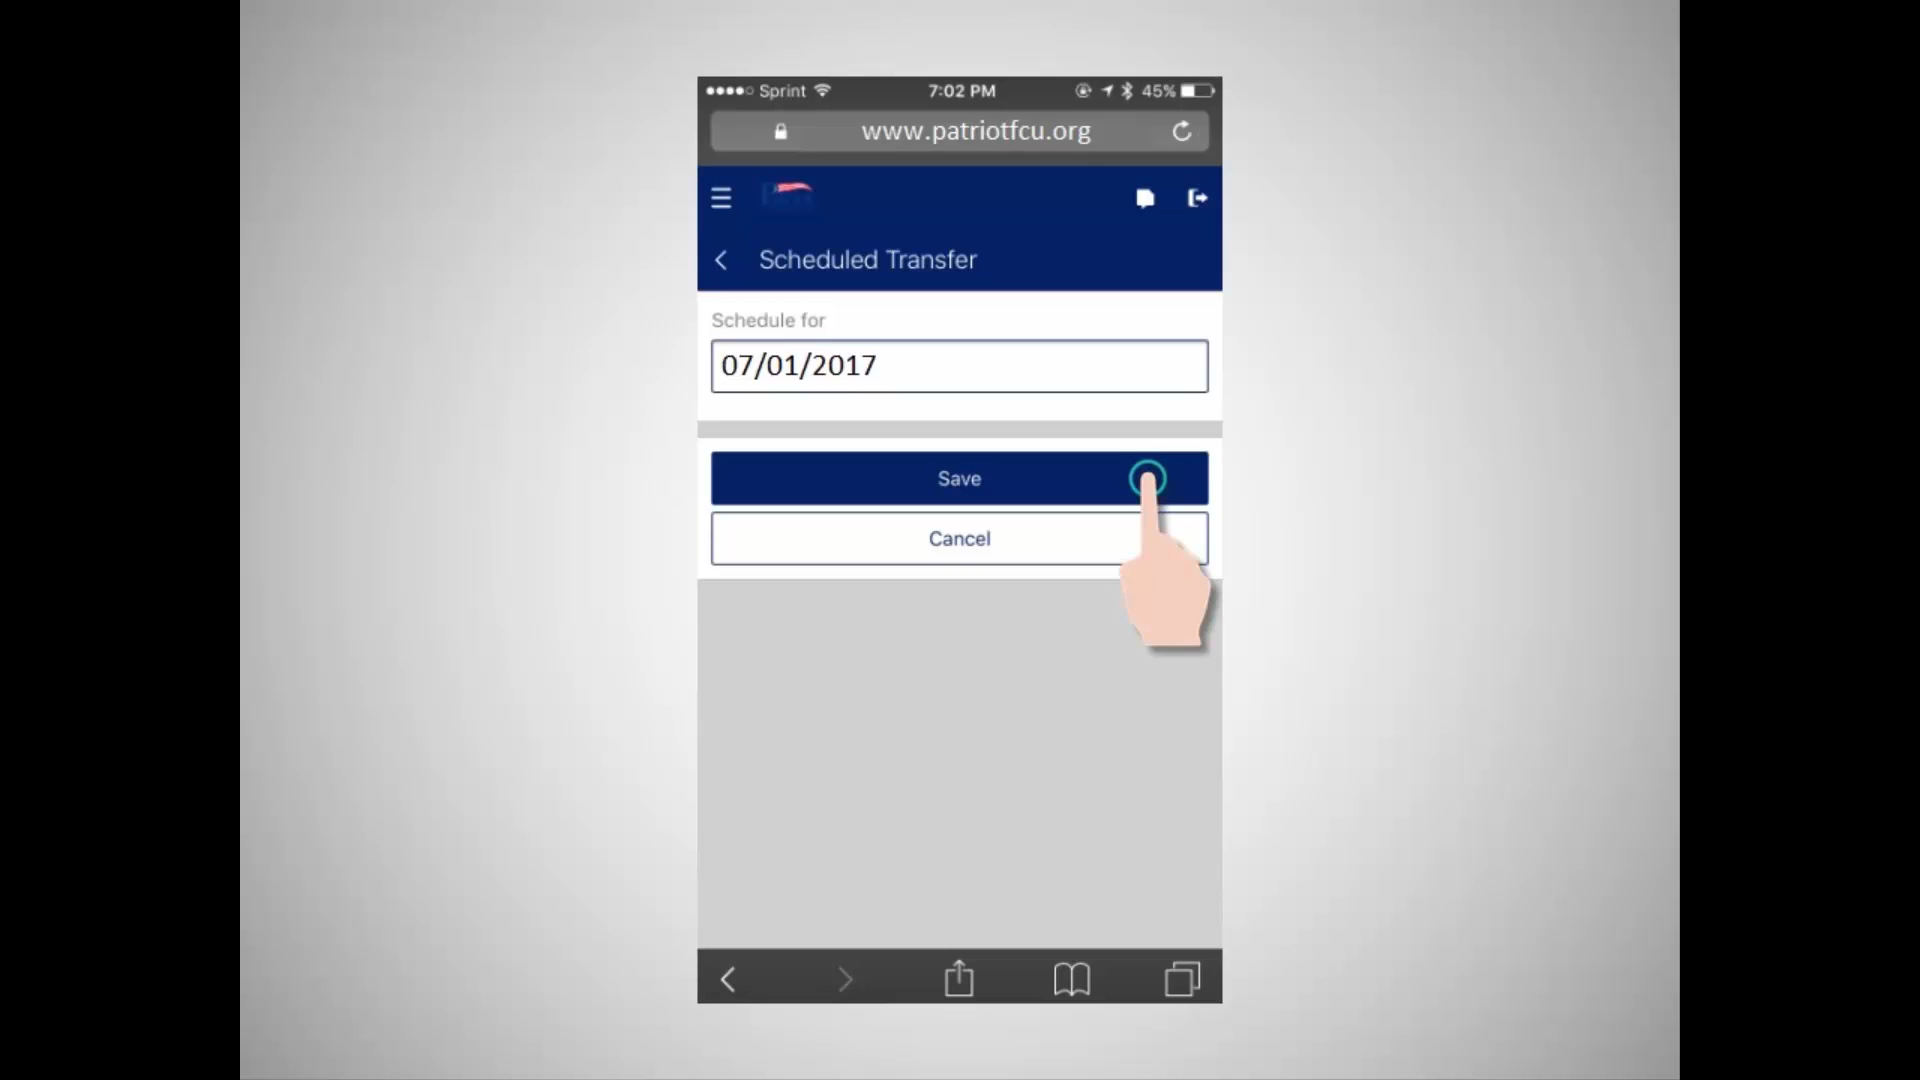 Sprint 7:02 PM 45%
www.patriotfcu.org
Scheduled Transfer
Schedule for
07/01/2017
Save
Cancel